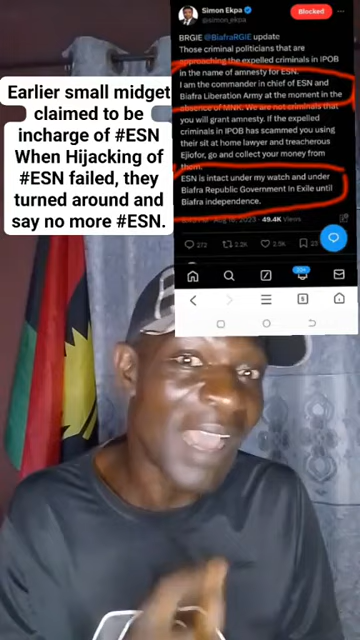 Simon Ekpa
@simon_ekpa
Blocked
BRGIE @BiafraRGIE update
Those criminal politicians that are
approaching the expelled criminals in IPOB
in the name of amnesty for ESN.
I am the commander in chief of ESN and
Biafra Liberation Army at the moment in the
absence of MNK. We are not criminals that
you will grant amnesty. If the expelled
criminals in IPOB has scammed you using
their sit at home lawyer and treacherous
Ejiofor, go and collect your money from
them.
ESN is intact under my watch and under
Biafra Republic Government In Exile until
Biafra independence.
2023 · 49.4K Views
272
2.2K
2.5K
20+
Earlier small midget
claimed to be
incharge of #ESN
When Hijacking of
#ESN failed, they
turned around and
say no more #ESN.